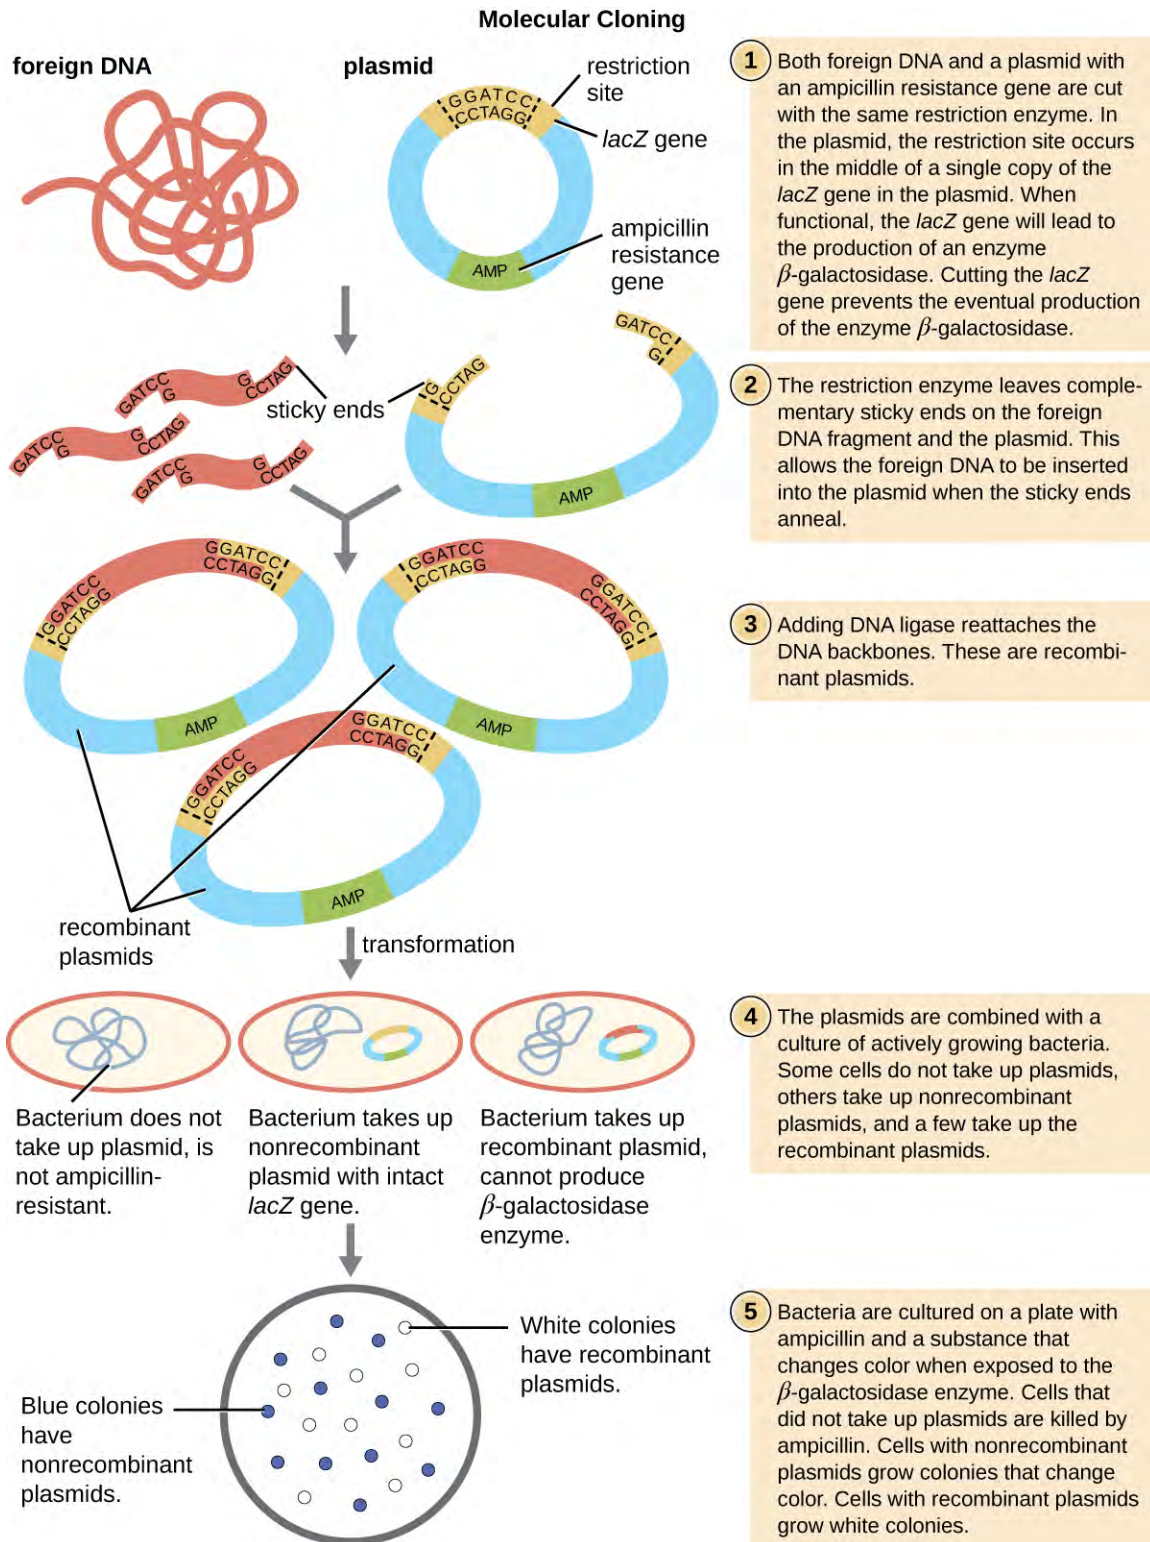 Molecular Cloning
foreign DNA
plasmid
restriction
site
GGATCC
CCTAGG
lacZ gene
ampicillin
resistance
gene
AMP
1
Both foreign DNA and a plasmid with
an ampicillin resistance gene are cut
with the same restriction enzyme. In
the plasmid, the restriction site occurs
in the middle of a single copy of the
lacZ gene in the plasmid. When
functional, the lacZ gene will lead to
the production of an enzyme
β-galactosidase. Cutting the lacZ
gene prevents the eventual production
of the enzyme β-galactosidase.
GATCC
G
G
CCTAG
GATCC
G
G
CCTAG
GATCC
G
G
CCTAG
sticky ends
G
CCTAG
GATCC
G
AMP
2
The restriction enzyme leaves comple-
mentary sticky ends on the foreign
DNA fragment and the plasmid. This
allows the foreign DNA to be inserted
into the plasmid when the sticky ends
anneal.
GGATCC
CCTAGG
GGATCC
CCTAGG
AMP
GGATCC
CCTAGG
GGATCC
CCTAGG
AMP
GGATCC
CCTAGG
GGATCC
CCTAGG
AMP
3
Adding DNA ligase reattaches the
DNA backbones. These are recombi-
nant plasmids.
recombinant
plasmids
transformation
Bacterium does not
take up plasmid, is
not ampicillin-
resistant.
Bacterium takes up
nonrecombinant
plasmid with intact
lacZ gene.
Bacterium takes up
recombinant plasmid,
cannot produce
β-galactosidase
enzyme.
4
The plasmids are combined with a
culture of actively growing bacteria.
Some cells do not take up plasmids,
others take up nonrecombinant
plasmids, and a few take up the
recombinant plasmids.
Blue colonies
have
nonrecombinant
plasmids.
White colonies
have recombinant
plasmids.
5
Bacteria are cultured on a plate with
ampicillin and a substance that
changes color when exposed to the
β-galactosidase enzyme. Cells that
did not take up plasmids are killed by
ampicillin. Cells with nonrecombinant
plasmids grow colonies that change
color. Cells with recombinant plasmids
grow white colonies.